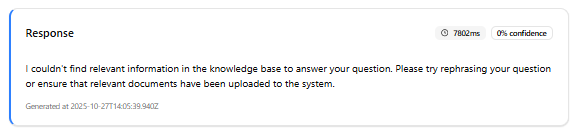 Response
7802ms
0% confidence
I couldn't find relevant information in the knowledge base to answer your question. Please try rephrasing your question
or ensure that relevant documents have been uploaded to the system.
Generated at 2025-10-27T14:05:39.940Z